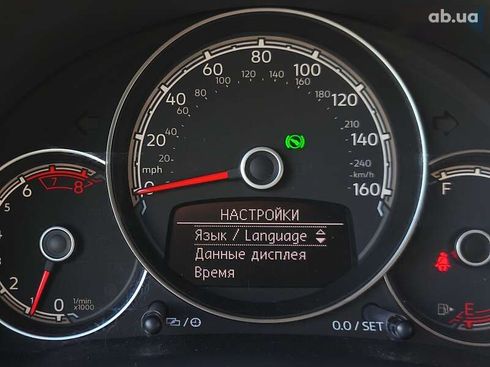 ab.ua
0 20 40 60 80 100 120 140 160
20 40 60 80 100 120 140 160 180 210 240
mph
km/h
НАСТРОЙКИ
Язык / Language
Данные дисплея
Время
0 1 2 5 6 7 8
1/min
x1000
F
E
0.0 / SET